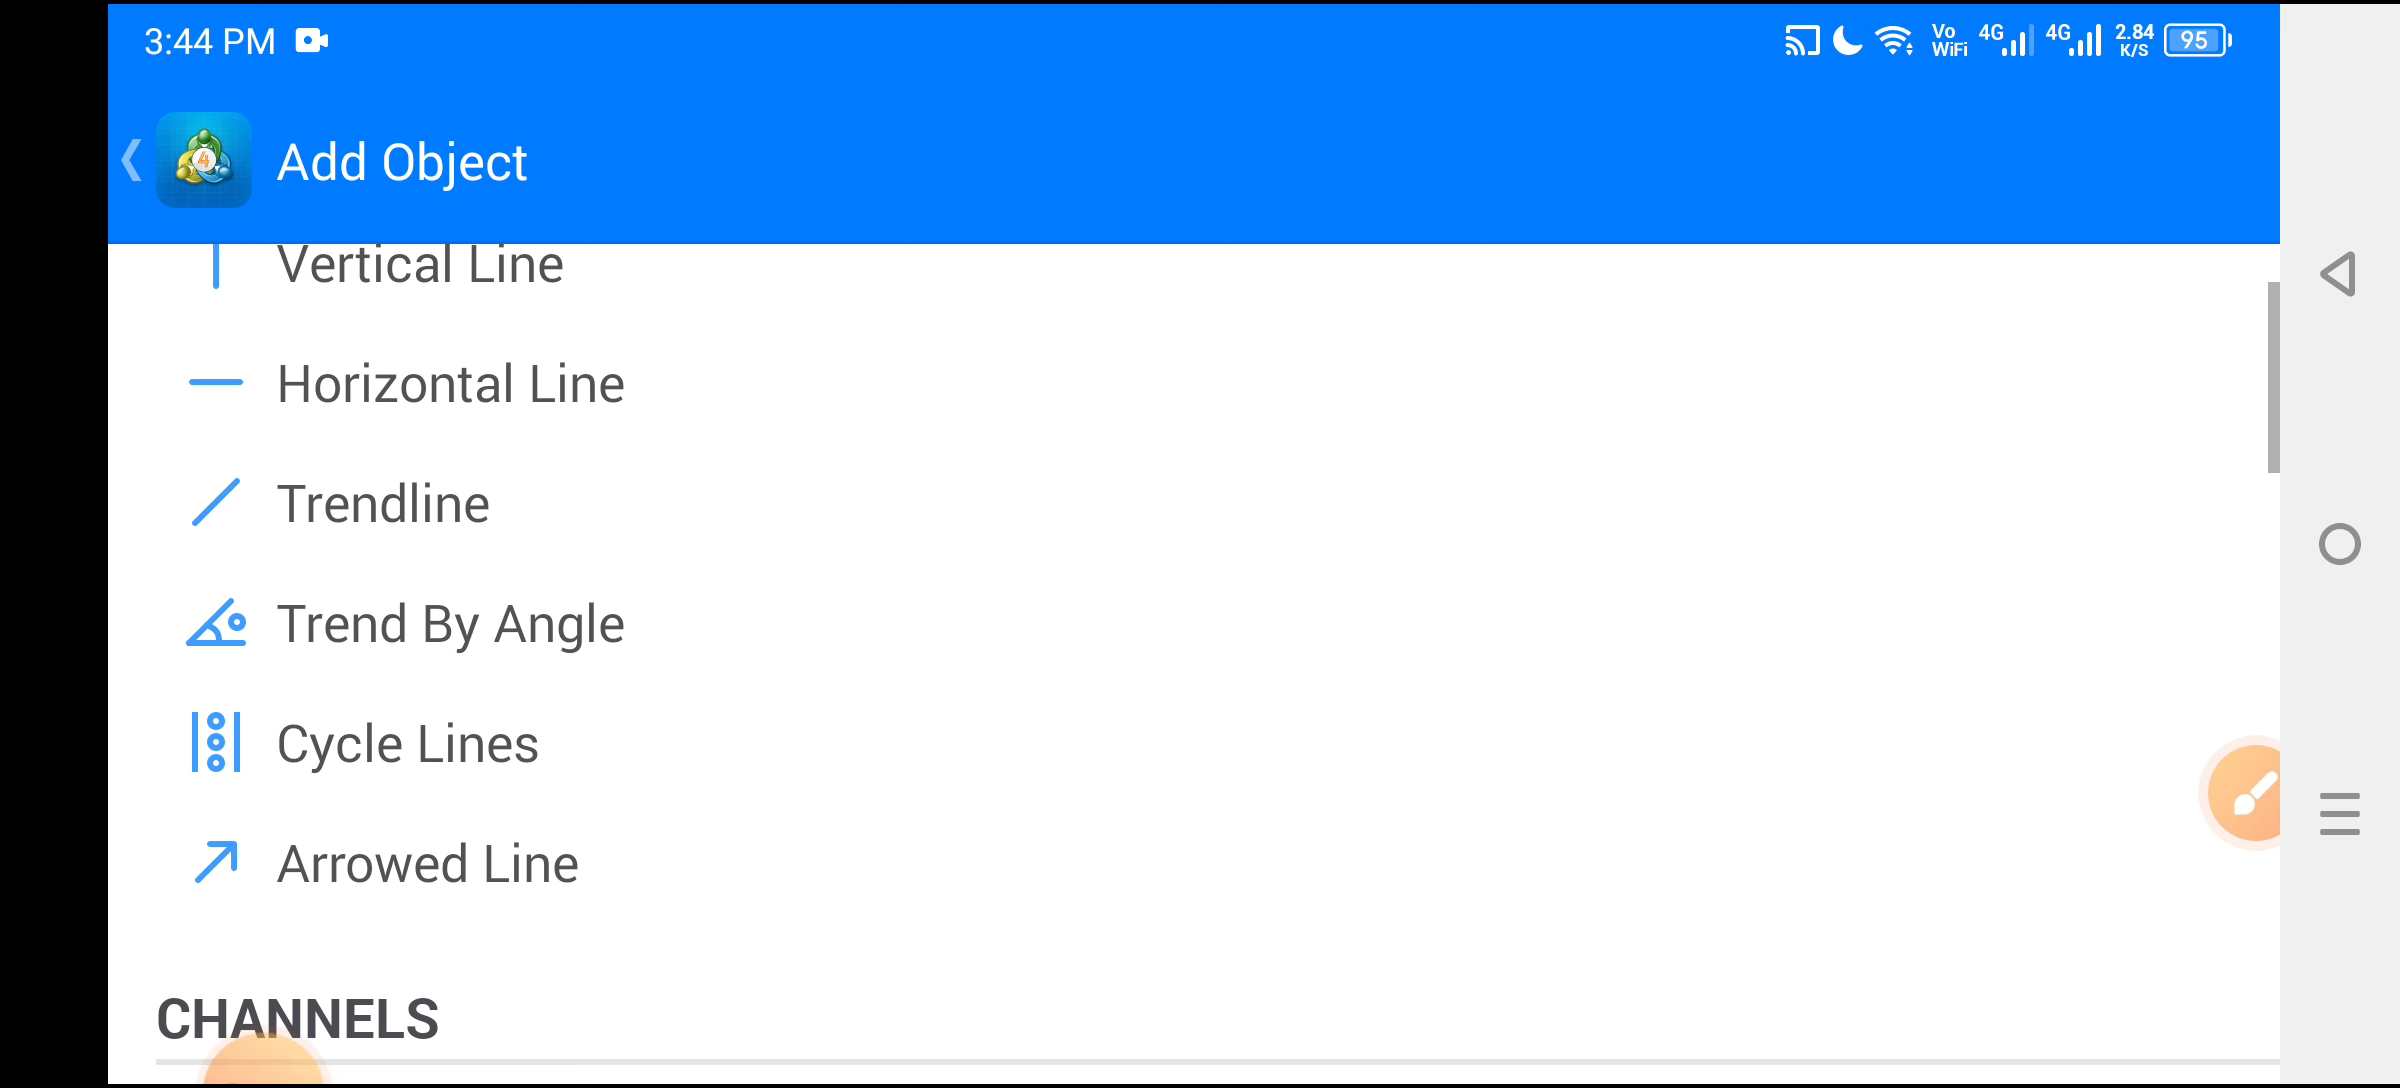 3:44 PM
Vo WiFi 4G 4G 2.84 K/S 95
4
Add Object
Vertical Line
Horizontal Line
Trendline
Trend By Angle
Cycle Lines
Arrowed Line
CHANNELS